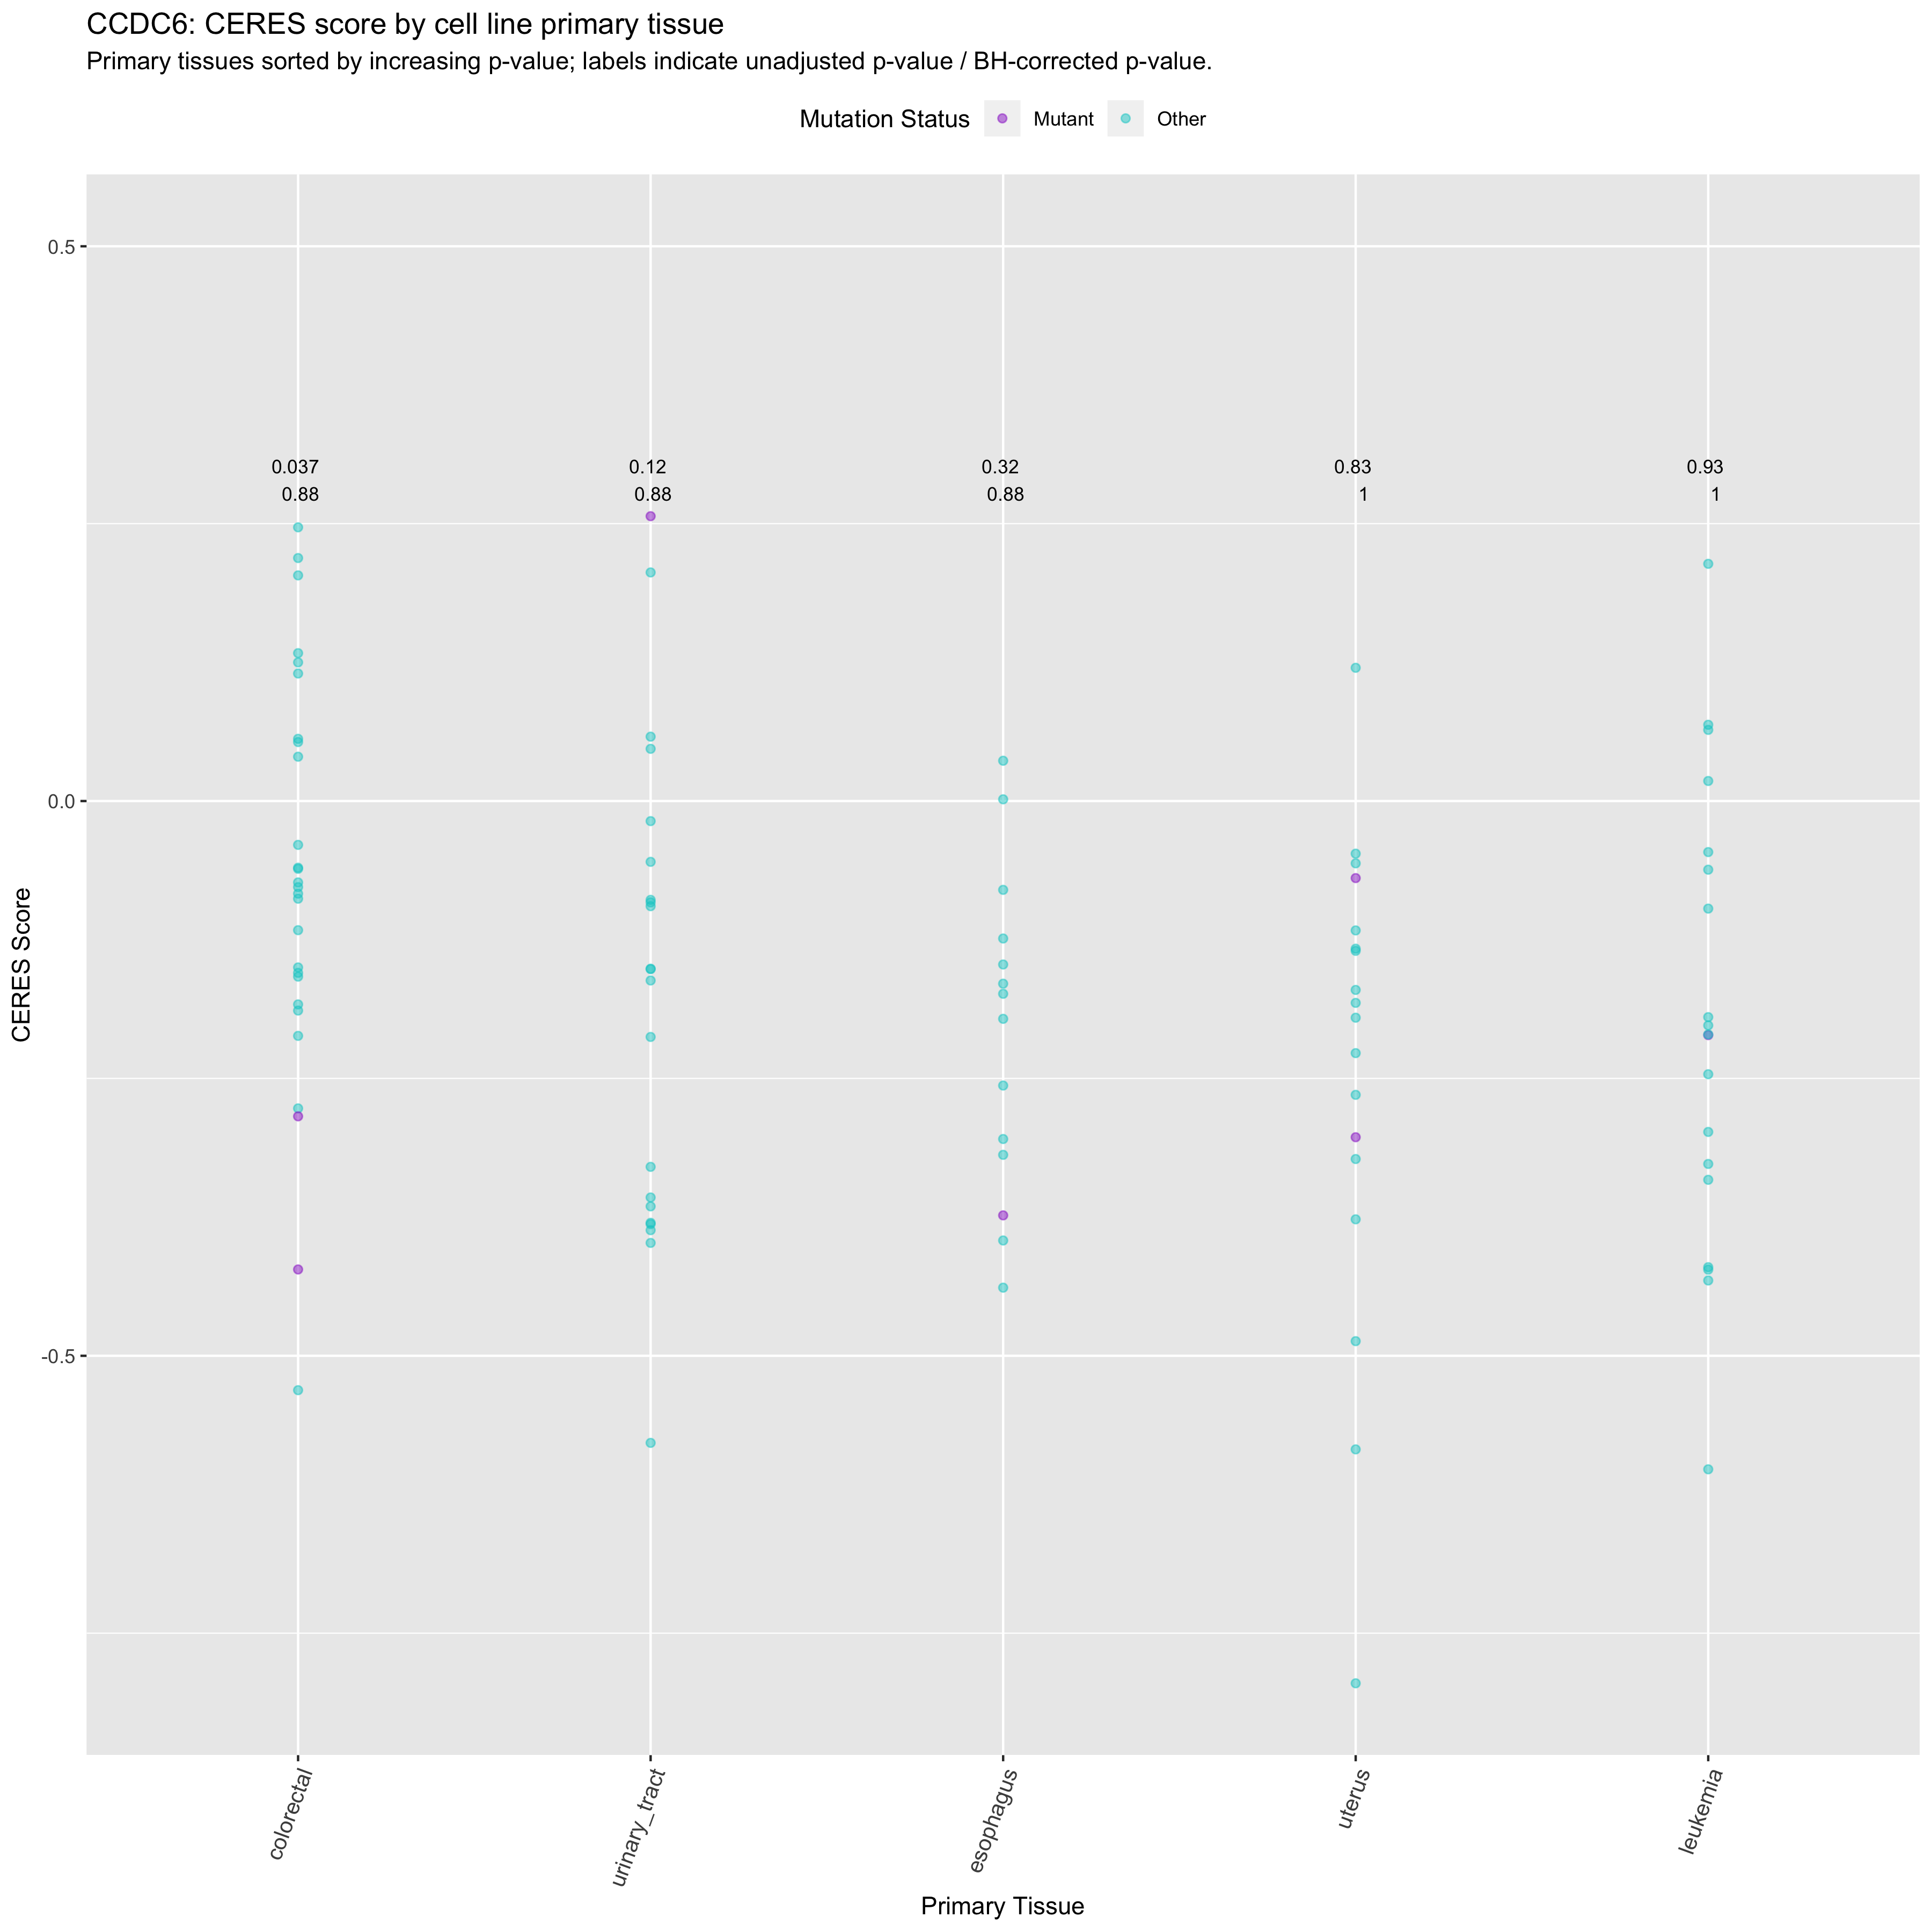 CCDC6: CERES score by cell line primary tissue
Primary tissues sorted by increasing p-value; labels indicate unadjusted p-value / BH-corrected p-value.
Mutation Status Mutant Other
0.5
0.037 0.12 0.32 0.83 0.93
0.88 0.88 0.88 1 1
0.0
CERES Score
-0.5
colorectal urinary_tract esophagus uterus leukemia
Primary Tissue